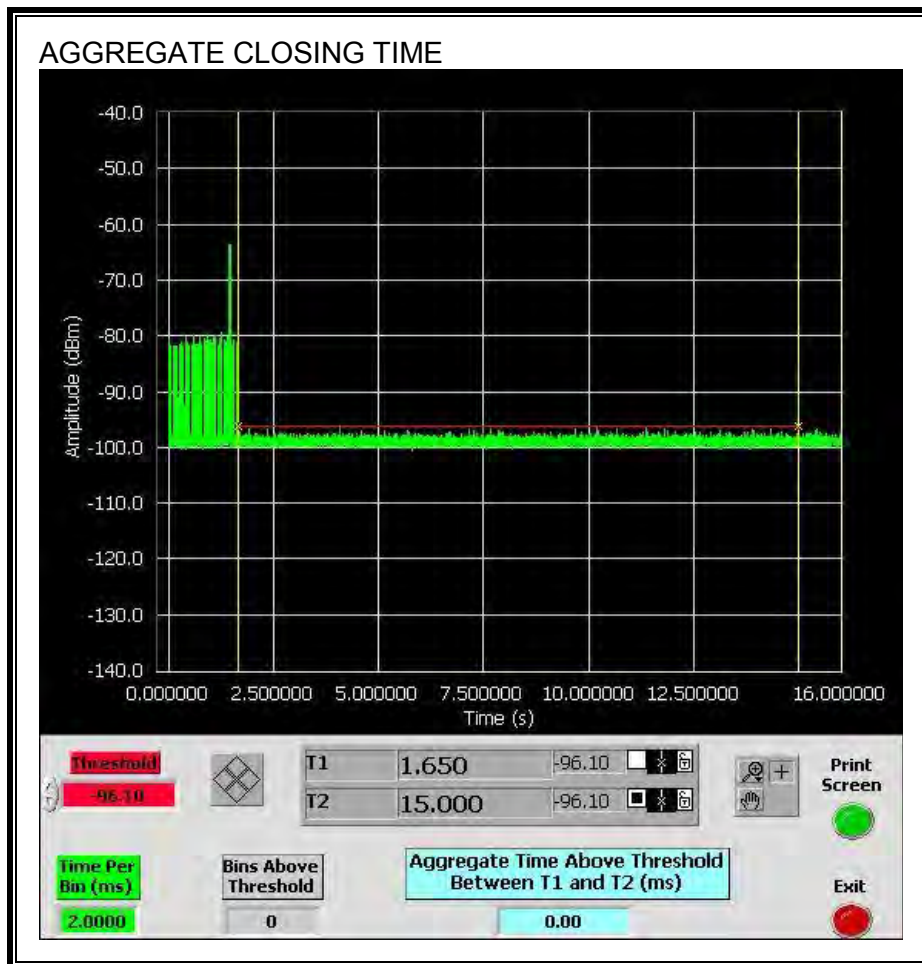 AGGREGATE CLOSING TIME
-40.0
-50.0
-60.0
-70.0
-80.0
-90.0
-100.0
-110.0
-120.0
-130.0
-140.0
Amplitude (dBm)
0.0000000 2.500000 5.000000 7.500000 10.000000 12.500000 16.000000
Time (s)
Threshold
-96.10
T1 1.650 -96.10
T2 15.000 -96.10
Print Screen
Time Per Bin (ms)
2.0000
Bins Above Threshold
0
Aggregate Time Above Threshold
Between T1 and T2 (ms)
0.00
Exit